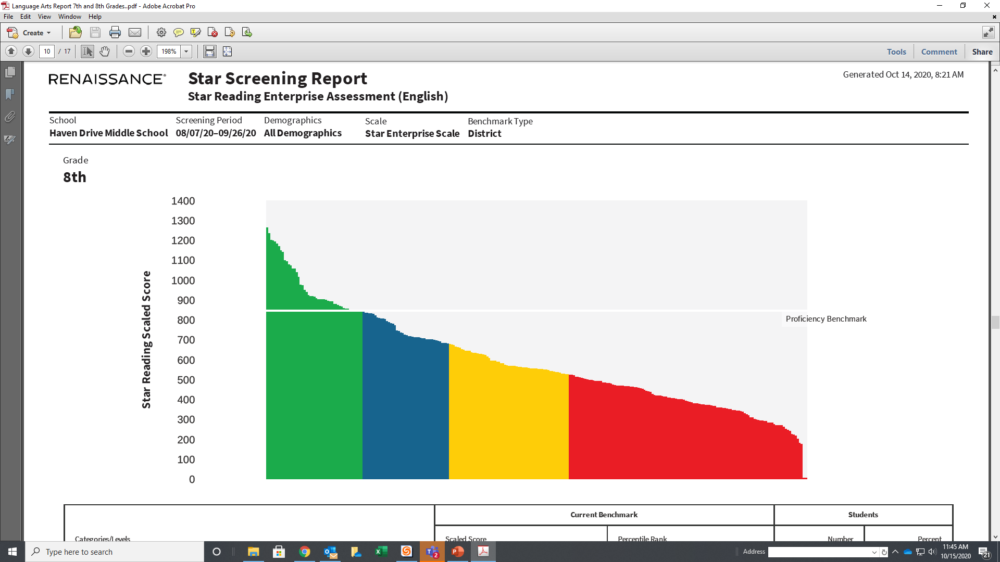 Language Arts Report 7th and 8th Grades..pdf - Adobe Acrobat Pro
File Edit View Window Help
Create
10 / 17 198% Tools Comment Share
RENAISSANCE® Star Screening Report Generated Oct 14, 2020, 8:21 AM
Star Reading Enterprise Assessment (English)
School Screening Period Demographics Scale Benchmark Type
Haven Drive Middle School 08/07/20–09/26/20 All Demographics Star Enterprise Scale District
Grade
8th
Star Reading Scaled Score
1400
1300
1200
1100
1000
900
800
700
600
500
400
300
200
100
0
Proficiency Benchmark
Current Benchmark Students
Categories/Levels Scaled Score Percentile Rank Number Percent
Type here to search
2
Address
11:45 AM
10/15/2020
21